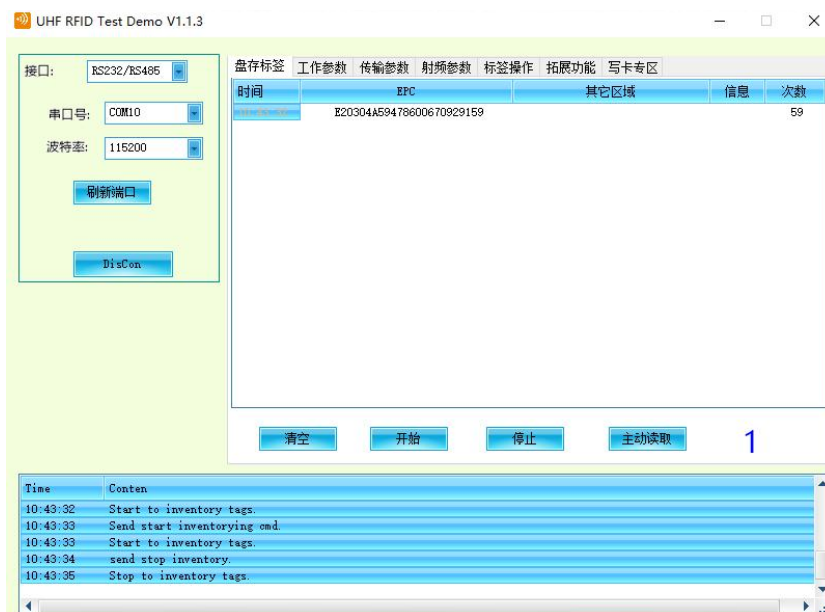 UHF RFID Test Demo V1.1.3
接口: RS232/RS485
串口号: COM10
波特率: 115200
刷新端口
DisCon
盘存标签 工作参数 传输参数 射频参数 标签操作 拓展功能 写卡专区
时间 EPC 其它区域 信息 次数
E20304A59478600670929159 59
清空 开始 停止 主动读取 1
Time Conten
10:43:32 Start to inventory tags.
10:43:33 Send start inventorying cmd.
10:43:33 Start to inventory tags.
10:43:34 send stop inventory.
10:43:35 Stop to inventory tags.